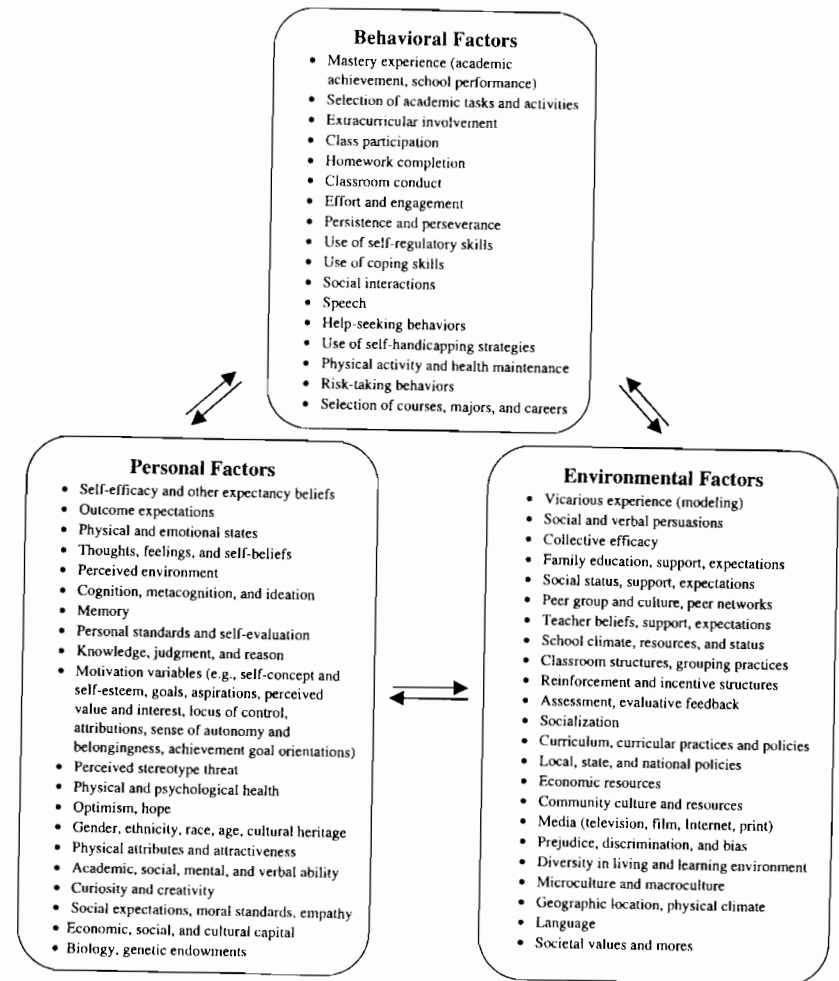 Behavioral Factors
• Mastery experience (academic
achievement, school performance)
• Selection of academic tasks and activities
• Extracurricular involvement
• Class participation
• Homework completion
• Classroom conduct
• Effort and engagement
• Persistence and perseverance
• Use of self-regulatory skills
• Use of coping skills
• Social interactions
• Speech
• Help-seeking behaviors
• Use of self-handicapping strategies
• Physical activity and health maintenance
• Risk-taking behaviors
• Selection of courses, majors, and careers
Personal Factors
• Self-efficacy and other expectancy beliefs
• Outcome expectations
• Physical and emotional states
• Thoughts, feelings, and self-beliefs
• Perceived environment
• Cognition, metacognition, and ideation
• Memory
• Personal standards and self-evaluation
• Knowledge, judgment, and reason
• Motivation variables (e.g., self-concept and
self-esteem, goals, aspirations, perceived
value and interest, locus of control,
attributions, sense of autonomy and
belongingness, achievement goal orientations)
• Perceived stereotype threat
• Physical and psychological health
• Optimism, hope
• Gender, ethnicity, race, age, cultural heritage
• Physical attributes and attractiveness
• Academic, social, mental, and verbal ability
• Curiosity and creativity
• Social expectations, moral standards, empathy
• Economic, social, and cultural capital
• Biology, genetic endowments
Environmental Factors
• Vicarious experience (modeling)
• Social and verbal persuasions
• Collective efficacy
• Family education, support, expectations
• Social status, support, expectations
• Peer group and culture, peer networks
• Teacher beliefs, support, expectations
• School climate, resources, and status
• Classroom structures, grouping practices
• Reinforcement and incentive structures
• Assessment, evaluative feedback
• Socialization
• Curriculum, curricular practices and policies
• Local, state, and national policies
• Economic resources
• Community culture and resources
• Media (television, film, Internet, print)
• Prejudice, discrimination, and bias
• Diversity in living and learning environment
• Microculture and macroculture
• Geographic location, physical climate
• Language
• Societal values and mores